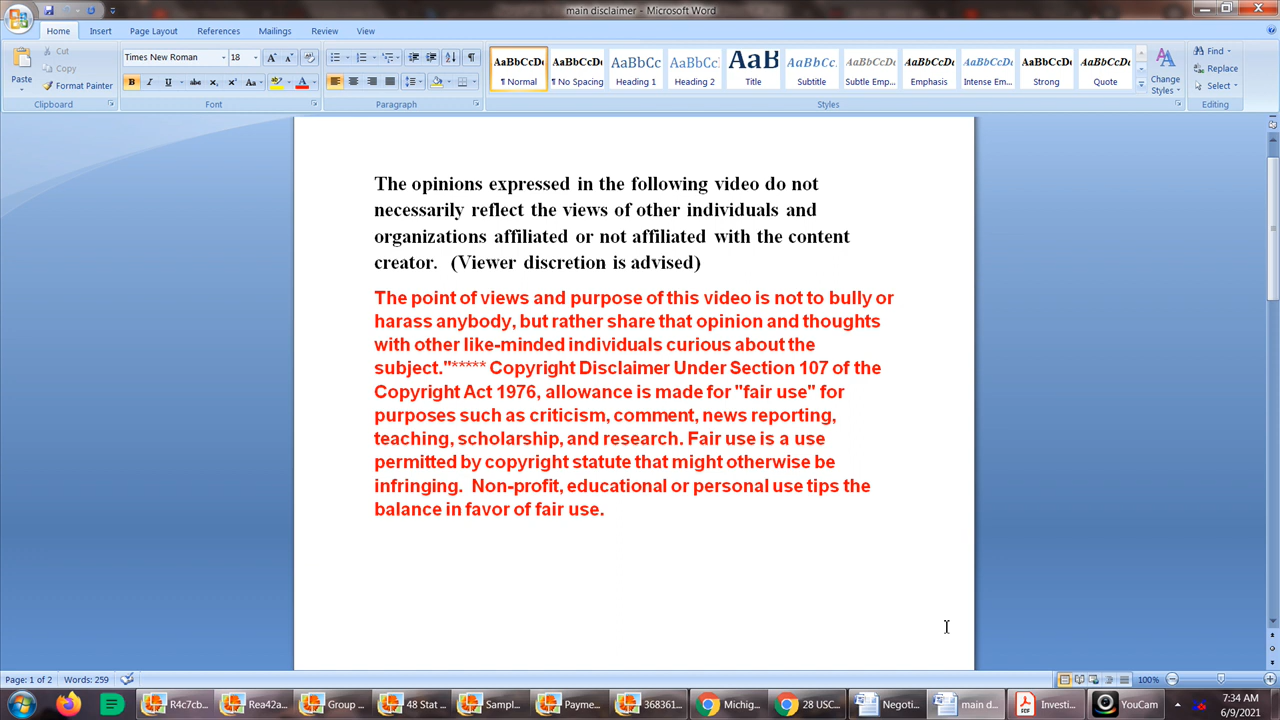 main disclaimer - Microsoft Word
Home Insert Page Layout References Mailings Review View
Paste Cut Copy Format Painter Clipboard
Times New Roman 18 Font
Paragraph
AaBbCcDc AaBbCcDc AaBbCc AaBbCc AaB AaBbCc. AaBbCcDc AaBbCcDc AaBbCcDc AaBbCcDc AaBbCcDc
¶ Normal ¶ No Spacing Heading 1 Heading 2 Title Subtitle Subtle Emp... Emphasis Intense Em... Strong Quote
Styles
Change Styles
Find Replace Select Editing
The opinions expressed in the following video do not
necessarily reflect the views of other individuals and
organizations affiliated or not affiliated with the content
creator. (Viewer discretion is advised)
The point of views and purpose of this video is not to bully or
harass anybody, but rather share that opinion and thoughts
with other like-minded individuals curious about the
subject."***** Copyright Disclaimer Under Section 107 of the
Copyright Act 1976, allowance is made for "fair use" for
purposes such as criticism, comment, news reporting,
teaching, scholarship, and research. Fair use is a use
permitted by copyright statute that might otherwise be
infringing. Non-profit, educational or personal use tips the
balance in favor of fair use.
Page: 1 of 2 Words: 259 100%
R4c7cb... Rea42a... Group ... 48 Stat ... Sampl... Payme... 368361... Michig... 28 USC... Negoti... main d... Investi... YouCam
7:34 AM
6/9/2021